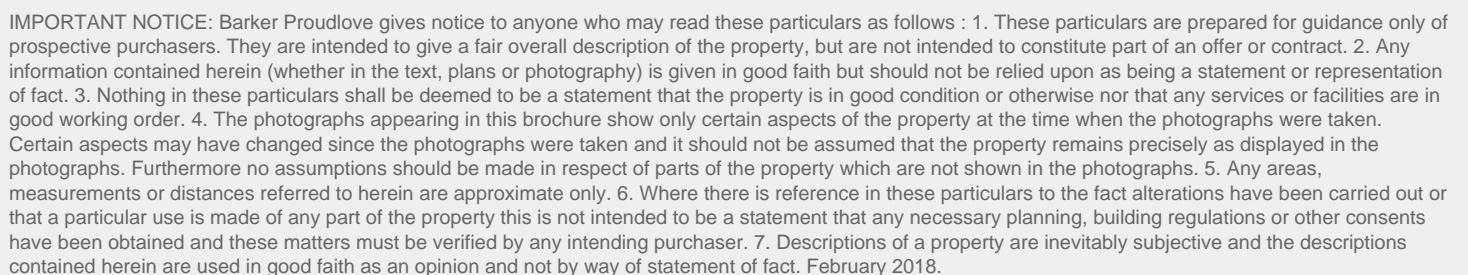 IMPORTANT NOTICE: Barker Proudlove gives notice to anyone who may read these particulars as follows : 1. These particulars are prepared for guidance only of
prospective purchasers. They are intended to give a fair overall description of the property, but are not intended to constitute part of an offer or contract. 2. Any
information contained herein (whether in the text, plans or photography) is given in good faith but should not be relied upon as being a statement or representation
of fact. 3. Nothing in these particulars shall be deemed to be a statement that the property is in good condition or otherwise nor that any services or facilities are in
good working order. 4. The photographs appearing in this brochure show only certain aspects of the property at the time when the photographs were taken.
Certain aspects may have changed since the photographs were taken and it should not be assumed that the property remains precisely as displayed in the
photographs. Furthermore no assumptions should be made in respect of parts of the property which are not shown in the photographs. 5. Any areas,
measurements or distances referred to herein are approximate only. 6. Where there is reference in these particulars to the fact alterations have been carried out or
that a particular use is made of any part of the property this is not intended to be a statement that any necessary planning, building regulations or other consents
have been obtained and these matters must be verified by any intending purchaser. 7. Descriptions of a property are inevitably subjective and the descriptions
contained herein are used in good faith as an opinion and not by way of statement of fact. February 2018.